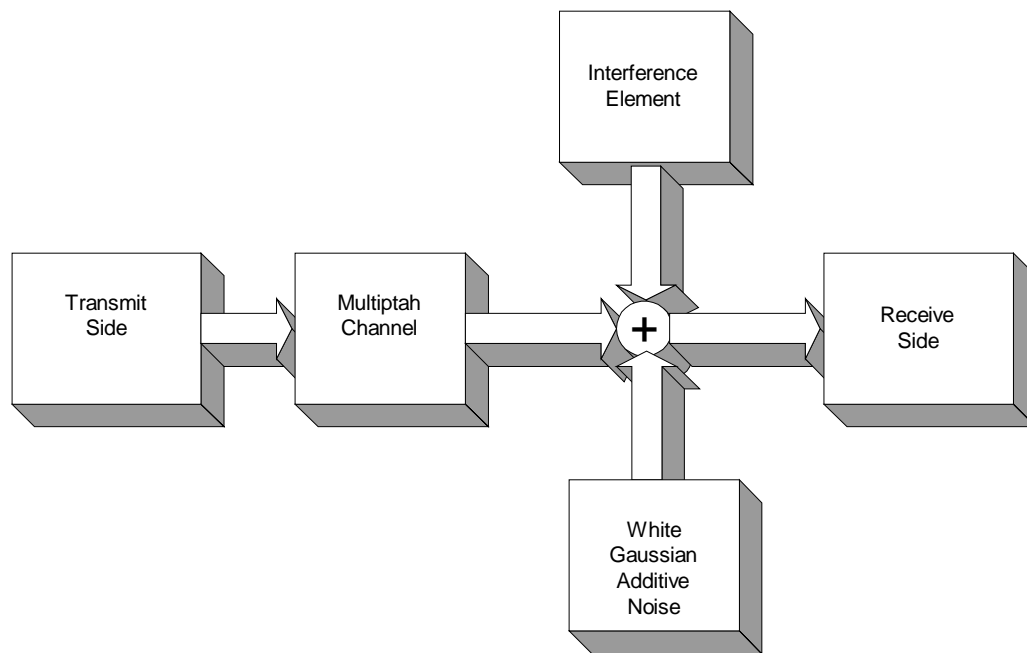 Interference
Element
Transmit
Side
Multiptah
Channel
+
Receive
Side
White
Gaussian
Additive
Noise